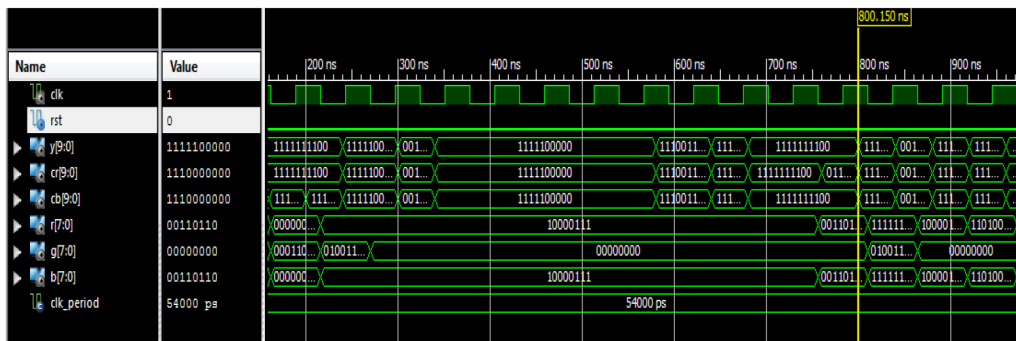 800.150 ns
Name Value 200 ns 300 ns 400 ns 500 ns 600 ns 700 ns 800 ns 900 ns
clk 1
rst 0
y[9:0] 1111100000 1111111100 1111100... 001... 1111100000 1110011... 111... 1111111100 111... 001... 111... 111...
cr[9:0] 1110000000 1111111100 1111100... 001... 1111100000 1110011... 111... 1111111100 011... 111... 001... 111... 111...
cb[9:0] 1110000000 111... 111... 1111100... 001... 1111100000 1110011... 111... 1111111100 111... 001... 111... 111...
r[7:0] 00110110 000000... 10000111 001101... 111111... 100001... 110100...
g[7:0] 00000000 000110... 010011... 00000000 010011... 00000000
b[7:0] 00110110 000000... 10000111 001101... 111111... 100001... 110100...
clk_period 54000 ps 54000 ps